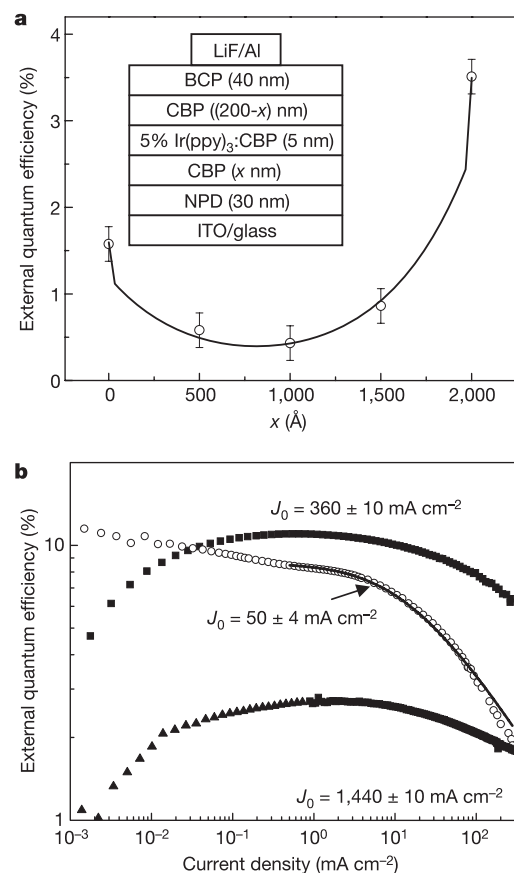 a
External quantum efficiency (%)
4
3
2
1
0
LiF/Al
BCP (40 nm)
CBP ((200-x) nm)
5% Ir(ppy)₃:CBP (5 nm)
CBP (x nm)
NPD (30 nm)
ITO/glass
0 500 1,000 1,500 2,000
x (Å)
b
External quantum efficiency (%)
10
1
J₀ = 360 ± 10 mA cm⁻²
J₀ = 50 ± 4 mA cm⁻²
J₀ = 1,440 ± 10 mA cm⁻²
10⁻³ 10⁻² 10⁻¹ 10⁰ 10¹ 10²
Current density (mA cm⁻²)